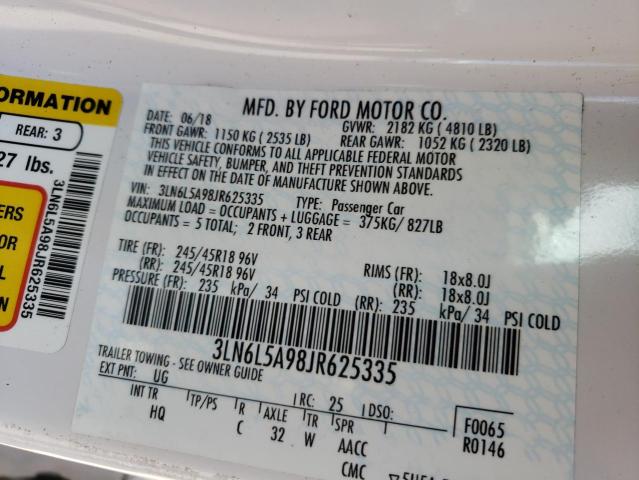 ORMATION
REAR: 3
27 lbs.
3LN6L5A98JR625335
ERS
OR
L
N
MFD. BY FORD MOTOR CO.
DATE: 06/18 GVWR: 2182 KG ( 4810 LB)
FRONT GAWR: 1150 KG ( 2535 LB) REAR GAWR: 1052 KG ( 2320 LB)
THIS VEHICLE CONFORMS TO ALL APPLICABLE FEDERAL MOTOR
VEHICLE SAFETY, BUMPER, AND THEFT PREVENTION STANDARDS
IN EFFECT ON THE DATE OF MANUFACTURE SHOWN ABOVE.
VIN: 3LN6L5A98JR625335 TYPE: Passenger Car
MAXIMUM LOAD = OCCUPANTS + LUGGAGE = 375KG/ 827LB
OCCUPANTS = 5 TOTAL; 2 FRONT, 3 REAR
TIRE (FR): 245/45R18 96V RIMS (FR): 18x8.0J
(RR): 245/45R18 96V (RR): 18x8.0J
PRESSURE (FR): 235 kPa/ 34 PSI COLD (RR): 235 kPa/ 34 PSI COLD
3LN6L5A98JR625335
TRAILER TOWING - SEE OWNER GUIDE
EXT PNT: UG RC: 25 DSO: F0065
INT TR TP/PS R AXLE TR SPR R0146
HQ C 32 W AACC
CMC